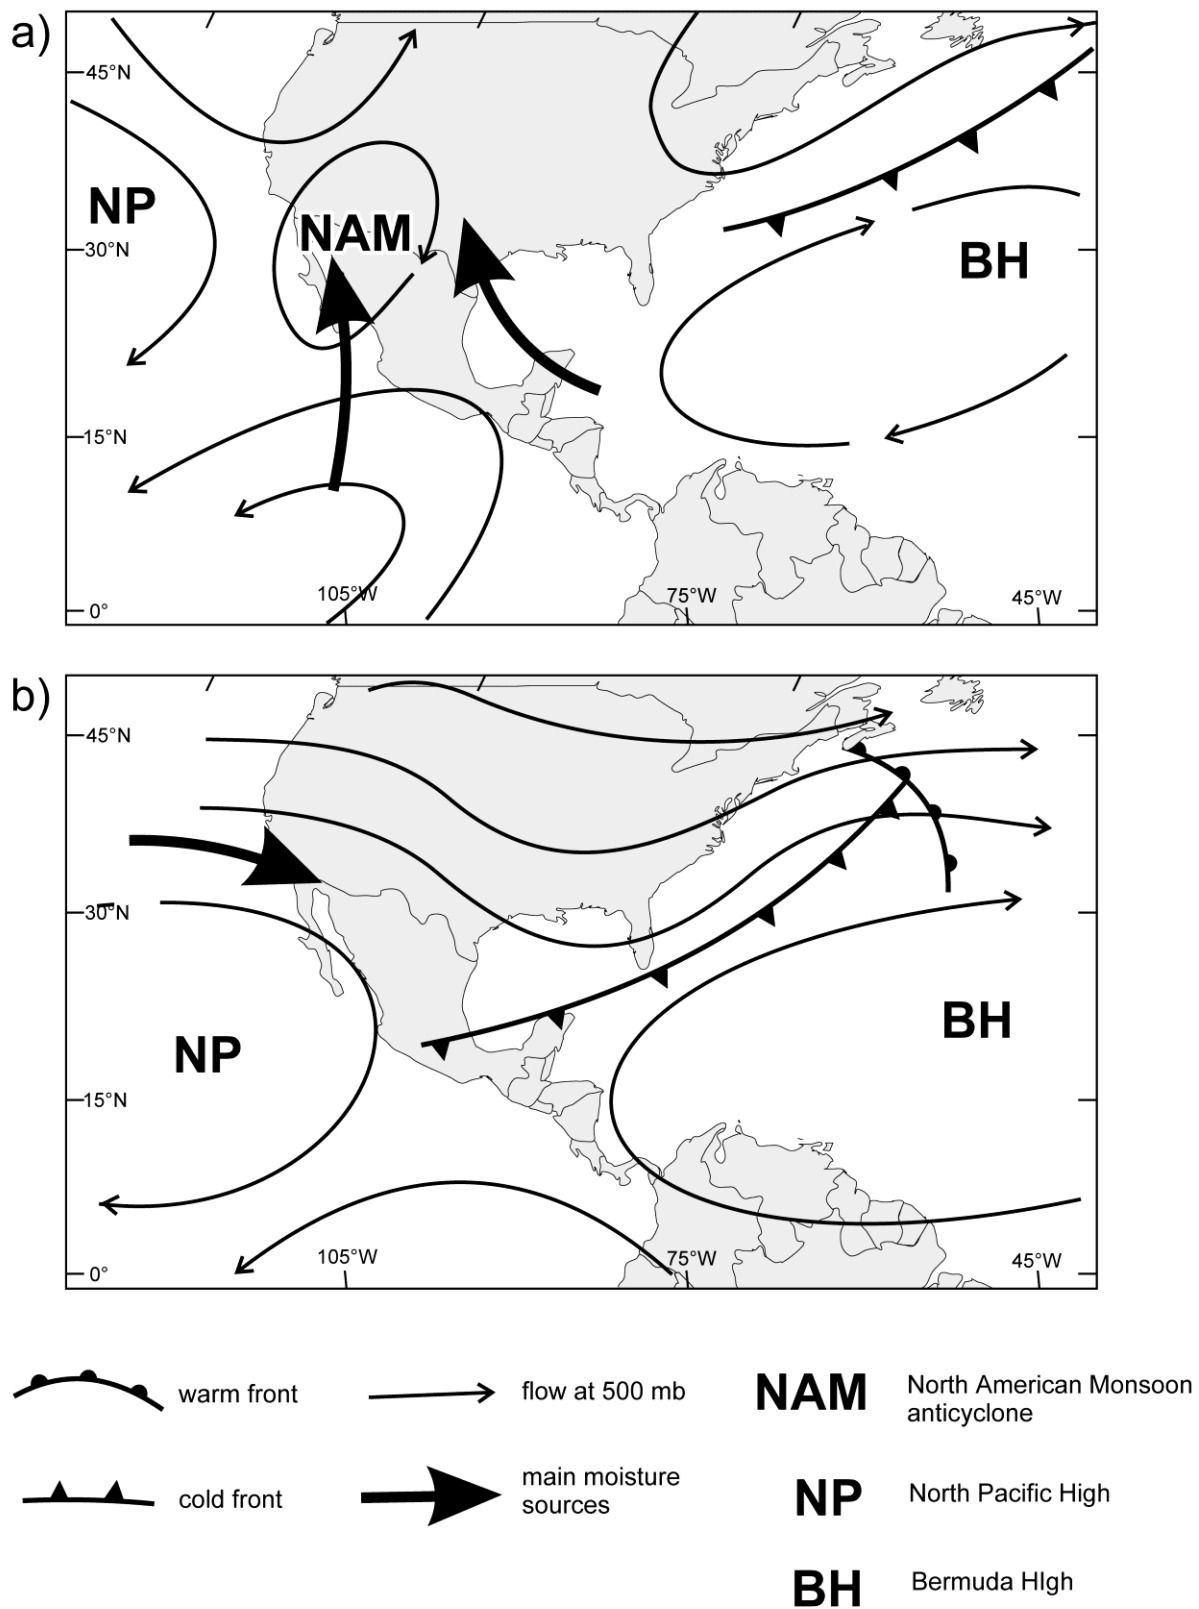 a)
45°N
NP
NAM
30°N
BH
15°N
105°W
75°W
45°W
0°
b)
45°N
30°N
BH
NP
15°N
105°W
75°W
45°W
0°
warm front
flow at 500 mb
NAM
North American Monsoon
anticyclone
cold front
main moisture
sources
NP
North Pacific High
BH
Bermuda HIgh